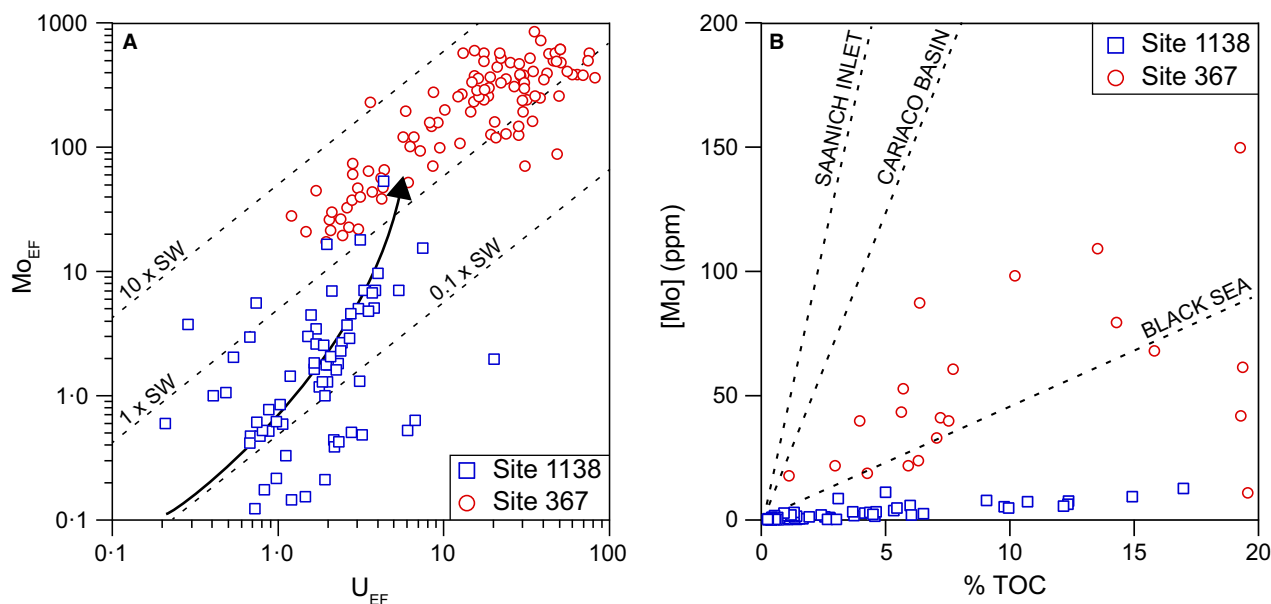 A
1000
100
10
1·0
0·1
Mo_EF
10 x SW
1 x SW
0.1 x SW
Site 1138
Site 367
0·1
1·0
10
100
U_EF
B
200
150
100
50
0
[Mo] (ppm)
SAANICH INLET
CARIACO BASIN
BLACK SEA
Site 1138
Site 367
0
5
10
15
20
% TOC